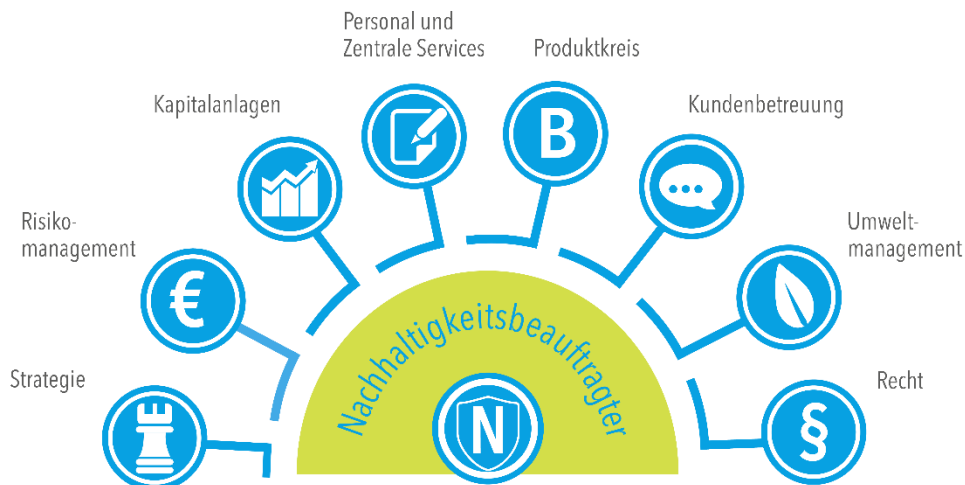 Personal und
Zentrale Services
Produktkreis
Kapitalanlagen
Kundenbetreuung
B
Risiko-
management
Umwelt-
management
€
Nachhaltigkeitsbeauftragter
Strategie
Recht
N
§